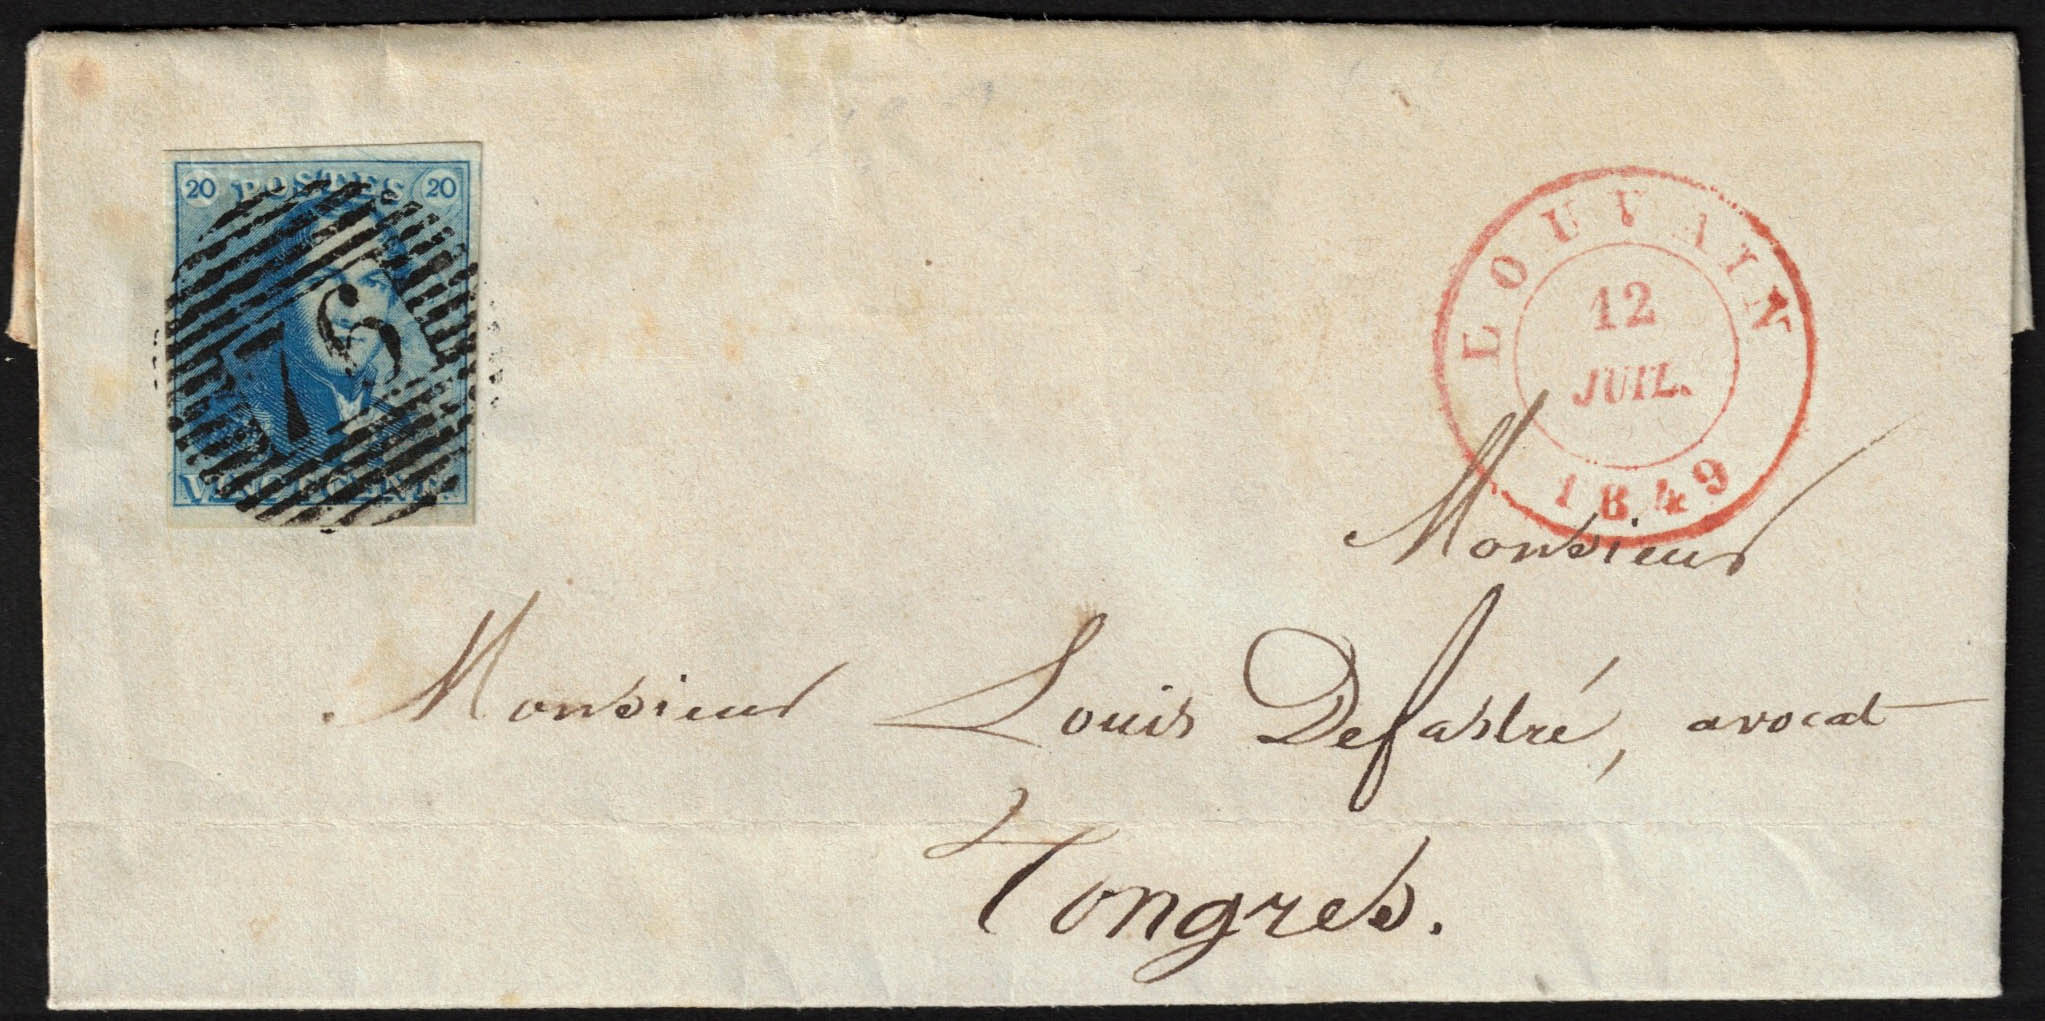 20 POSTES 20
VINGT CENT.
LOUVAIN
12
JUIL.
1849
Monsieur
Monsieur Louis Defastré, avocat
Tongres.